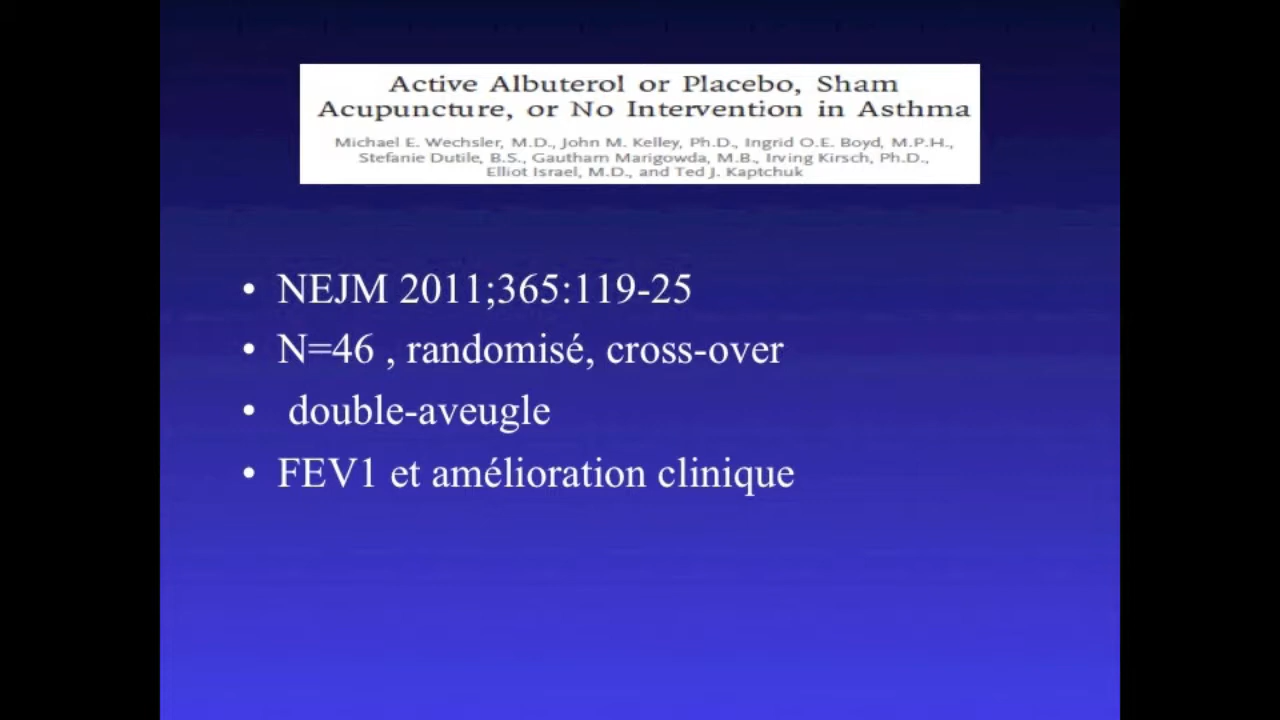 Active Albuterol or Placebo, Sham
Acupuncture, or No Intervention in Asthma
Michael E. Wechsler, M.D., John M. Kelley, Ph.D., Ingrid O.E. Boyd, M.P.H.,
Stefanie Dutile, B.S., Gautham Marigowda, M.B., Irving Kirsch, Ph.D.,
Elliot Israel, M.D., and Ted J. Kaptchuk
• NEJM 2011;365:119-25
• N=46 , randomisé, cross-over
• double-aveugle
• FEV1 et amélioration clinique